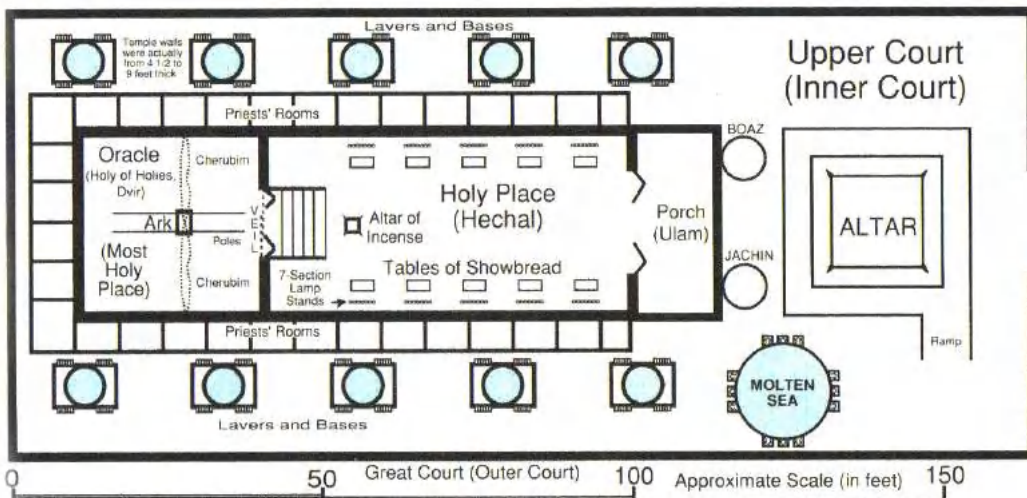 Lavers and Bases
Temple walls
were actually
from 4 1/2 to
9 feet thick
Upper Court
(Inner Court)
Priests' Rooms
BOAZ
Oracle
(Holy of Holies,
Dvir)
Cherubim
Ark
Poles
VEIL
(Most
Holy
Place)
Cherubim
Altar of
Incense
Holy Place
(Hechal)
Porch
(Ulam)
ALTAR
JACHIN
7-Section
Lamp
Stands
Tables of Showbread
Priests' Rooms
Ramp
MOLTEN
SEA
Lavers and Bases
0
50
Great Court (Outer Court)
100
Approximate Scale (in feet)
150